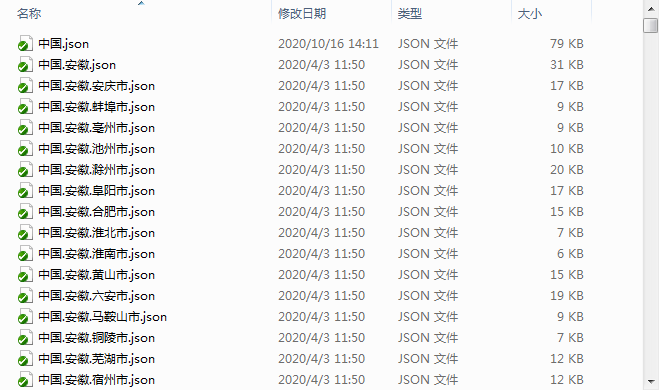 名称 修改日期 类型 大小
中国.json 2020/10/16 14:11 JSON 文件 79 KB
中国.安徽.json 2020/4/3 11:50 JSON 文件 31 KB
中国.安徽.安庆市.json 2020/4/3 11:50 JSON 文件 17 KB
中国.安徽.蚌埠市.json 2020/4/3 11:50 JSON 文件 9 KB
中国.安徽.亳州市.json 2020/4/3 11:50 JSON 文件 9 KB
中国.安徽.池州市.json 2020/4/3 11:50 JSON 文件 10 KB
中国.安徽.滁州市.json 2020/4/3 11:50 JSON 文件 20 KB
中国.安徽.阜阳市.json 2020/4/3 11:50 JSON 文件 17 KB
中国.安徽.合肥市.json 2020/4/3 11:50 JSON 文件 15 KB
中国.安徽.淮北市.json 2020/4/3 11:50 JSON 文件 7 KB
中国.安徽.淮南市.json 2020/4/3 11:50 JSON 文件 6 KB
中国.安徽.黄山市.json 2020/4/3 11:50 JSON 文件 15 KB
中国.安徽.六安市.json 2020/4/3 11:50 JSON 文件 19 KB
中国.安徽.马鞍山市.json 2020/4/3 11:50 JSON 文件 9 KB
中国.安徽.铜陵市.json 2020/4/3 11:50 JSON 文件 7 KB
中国.安徽.芜湖市.json 2020/4/3 11:50 JSON 文件 12 KB
中国.安徽.宿州市.json 2020/4/3 11:50 JSON 文件 12 KB